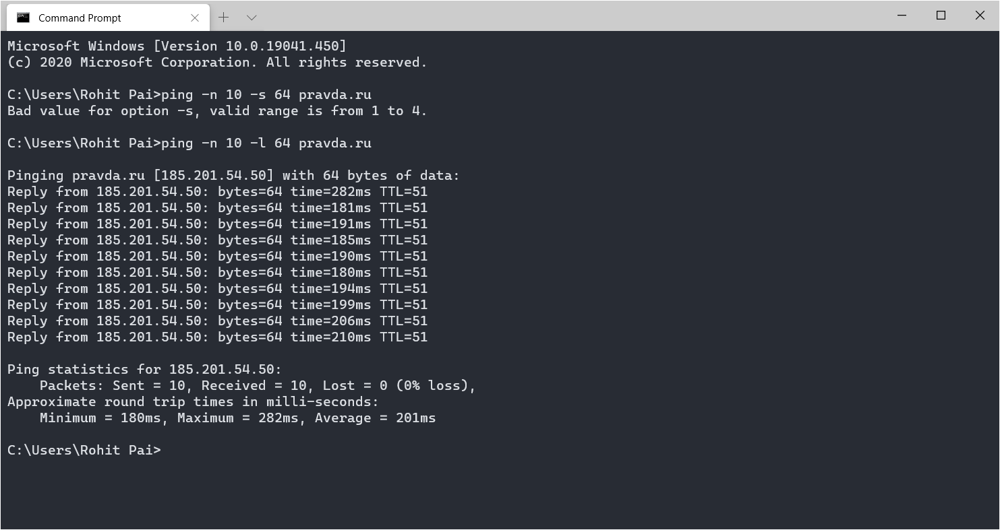 Command Prompt
Microsoft Windows [Version 10.0.19041.450]
(c) 2020 Microsoft Corporation. All rights reserved.
C:\Users\Rohit Pai>ping -n 10 -s 64 pravda.ru
Bad value for option -s, valid range is from 1 to 4.
C:\Users\Rohit Pai>ping -n 10 -l 64 pravda.ru
Pinging pravda.ru [185.201.54.50] with 64 bytes of data:
Reply from 185.201.54.50: bytes=64 time=282ms TTL=51
Reply from 185.201.54.50: bytes=64 time=181ms TTL=51
Reply from 185.201.54.50: bytes=64 time=191ms TTL=51
Reply from 185.201.54.50: bytes=64 time=185ms TTL=51
Reply from 185.201.54.50: bytes=64 time=190ms TTL=51
Reply from 185.201.54.50: bytes=64 time=180ms TTL=51
Reply from 185.201.54.50: bytes=64 time=194ms TTL=51
Reply from 185.201.54.50: bytes=64 time=199ms TTL=51
Reply from 185.201.54.50: bytes=64 time=206ms TTL=51
Reply from 185.201.54.50: bytes=64 time=210ms TTL=51
Ping statistics for 185.201.54.50:
    Packets: Sent = 10, Received = 10, Lost = 0 (0% loss),
Approximate round trip times in milli-seconds:
    Minimum = 180ms, Maximum = 282ms, Average = 201ms
C:\Users\Rohit Pai>